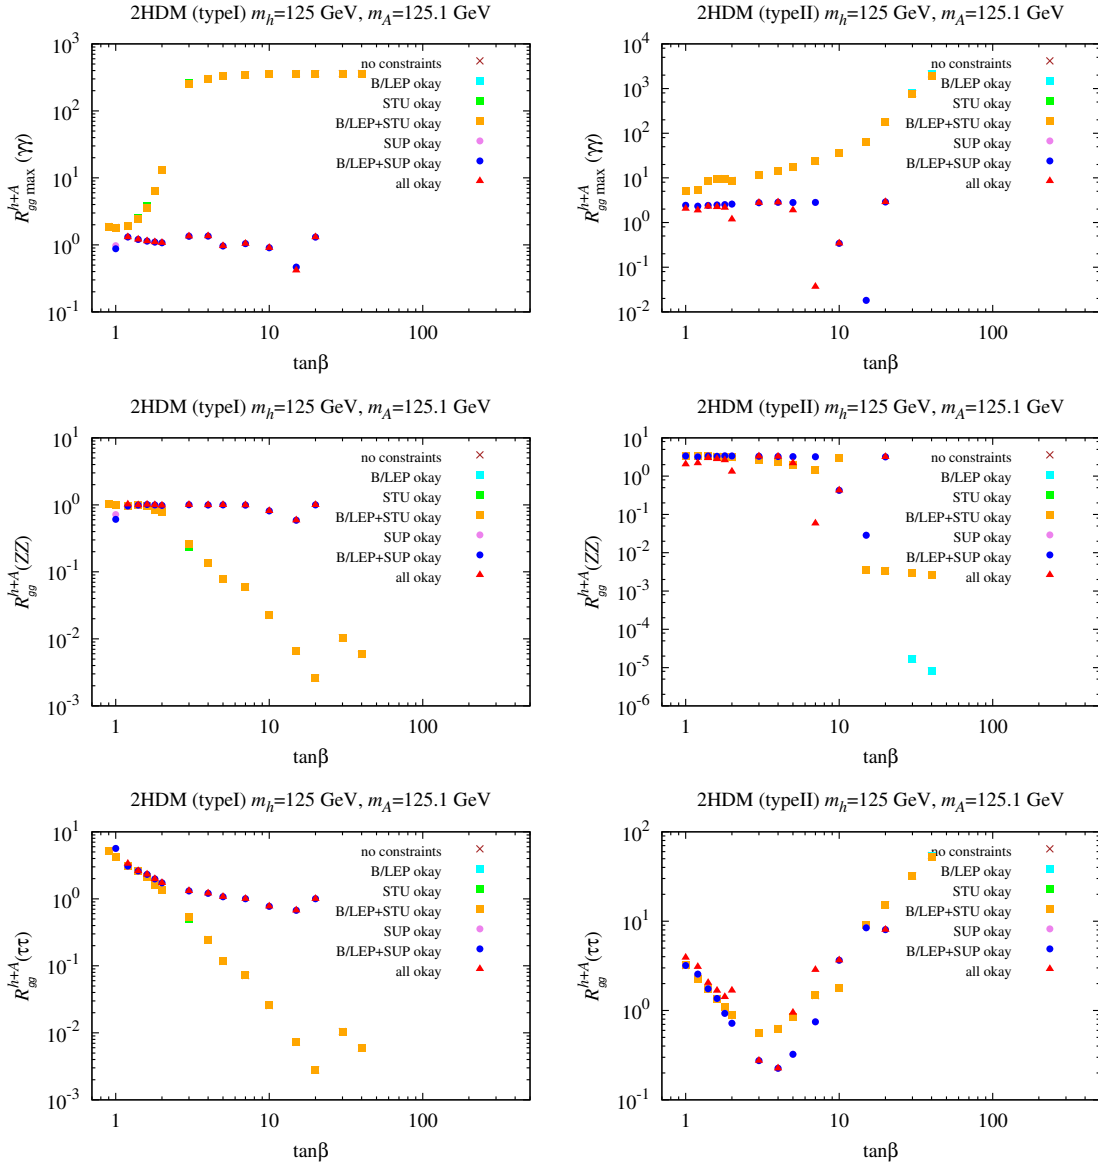 2HDM (typeI) m_h=125 GeV, m_A=125.1 GeV
R^{h+A}_{gg max} (γγ)
10^3
10^2
10^1
10^0
10^-1
no constraints
B/LEP okay
STU okay
B/LEP+STU okay
SUP okay
B/LEP+SUP okay
all okay
1
10
100
tanβ
2HDM (typeII) m_h=125 GeV, m_A=125.1 GeV
R^{h+A}_{gg max} (γγ)
10^4
10^3
10^2
10^1
10^0
10^-1
10^-2
no constraints
B/LEP okay
STU okay
B/LEP+STU okay
SUP okay
B/LEP+SUP okay
all okay
1
10
100
tanβ
2HDM (typeI) m_h=125 GeV, m_A=125.1 GeV
R^{h+A}_{gg}(ZZ)
10^1
10^0
10^-1
10^-2
10^-3
no constraints
B/LEP okay
STU okay
B/LEP+STU okay
SUP okay
B/LEP+SUP okay
all okay
1
10
100
tanβ
2HDM (typeII) m_h=125 GeV, m_A=125.1 GeV
R^{h+A}_{gg}(ZZ)
10^1
10^0
10^-1
10^-2
10^-3
10^-4
10^-5
10^-6
no constraints
B/LEP okay
STU okay
B/LEP+STU okay
SUP okay
B/LEP+SUP okay
all okay
1
10
100
tanβ
2HDM (typeI) m_h=125 GeV, m_A=125.1 GeV
R^{h+A}_{gg}(ττ)
10^1
10^0
10^-1
10^-2
10^-3
no constraints
B/LEP okay
STU okay
B/LEP+STU okay
SUP okay
B/LEP+SUP okay
all okay
1
10
100
tanβ
2HDM (typeII) m_h=125 GeV, m_A=125.1 GeV
R^{h+A}_{gg}(ττ)
10^2
10^1
10^0
10^-1
no constraints
B/LEP okay
STU okay
B/LEP+STU okay
SUP okay
B/LEP+SUP okay
all okay
1
10
100
tanβ